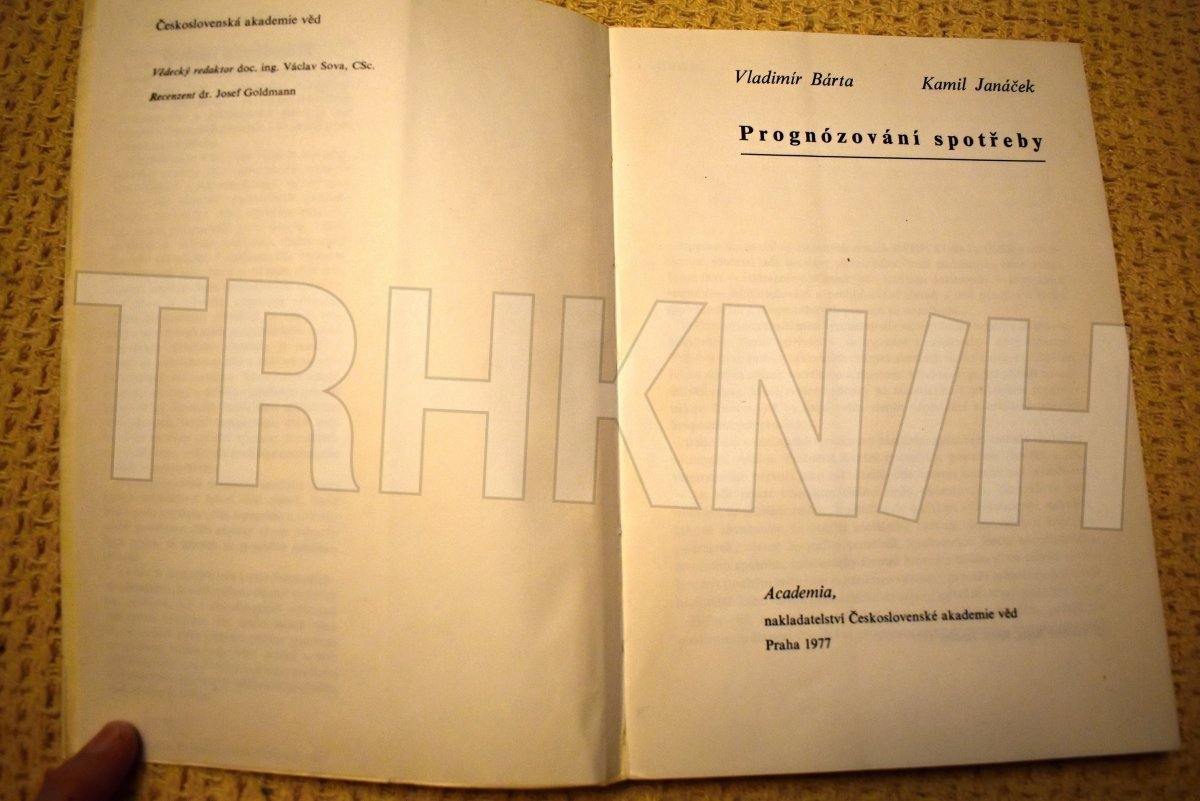 Československá akademie věd
Vědecký redaktor doc. ing. Václav Sova, CSc.
Recenzent dr. Josef Goldmann
Vladimír Bárta Kamil Janáček
Prognózování spotřeby
Academia,
nakladatelství Československé akademie věd
Praha 1977
TRHKN/H